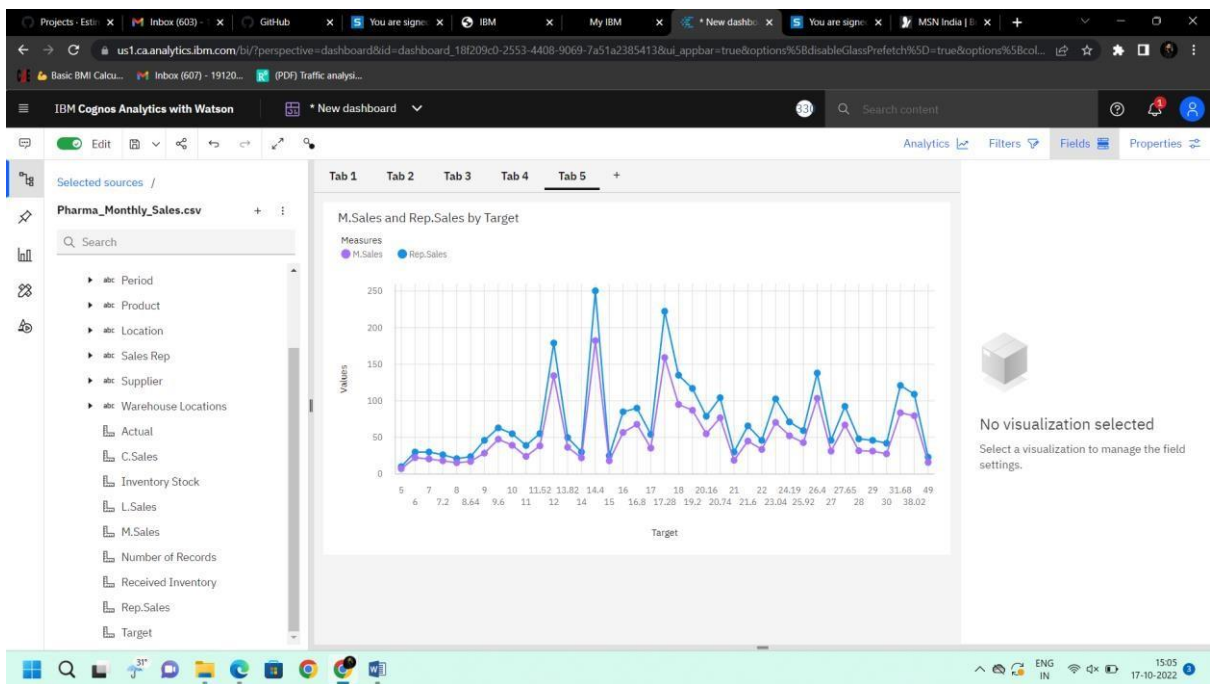 Projects - Estin
Inbox (603) -
GitHub
You are signe
IBM
My IBM
* New dashbo
You are signe
MSN India | B
us1.ca.analytics.ibm.com/bi/?perspective=dashboard&id=dashboard_18f209c0-2553-4408-9069-7a51a2385413&ui_appbar=true&options%5BdisableGlassPrefetch%5D=true&options%5Bcol...
Basic BMI Calcu...
Inbox (607) - 19120...
(PDF) Traffic analysi...
IBM Cognos Analytics with Watson
* New dashboard
Search content
Edit
Analytics
Filters
Fields
Properties
Selected sources /
Pharma_Monthly_Sales.csv
Search
abc Period
abc Product
abc Location
abc Sales Rep
abc Supplier
abc Warehouse Locations
Actual
C.Sales
Inventory Stock
L.Sales
M.Sales
Number of Records
Received Inventory
Rep.Sales
Target
Tab 1 Tab 2 Tab 3 Tab 4 Tab 5 +
M.Sales and Rep.Sales by Target
Measures
M.Sales Rep.Sales
250
200
150
100
50
0
Values
5 7 8 9 10 11.52 13.82 14.4 16 17 18 20.16 21 22 24.19 26.4 27.65 29 31.68 49
6 7.2 8.64 9.6 11 12 14 15 16.8 17.28 19.2 20.74 21.6 23.04 25.92 27 28 30 38.02
Target
No visualization selected
Select a visualization to manage the field
settings.
31°
ENG
IN
15:05
17-10-2022
3